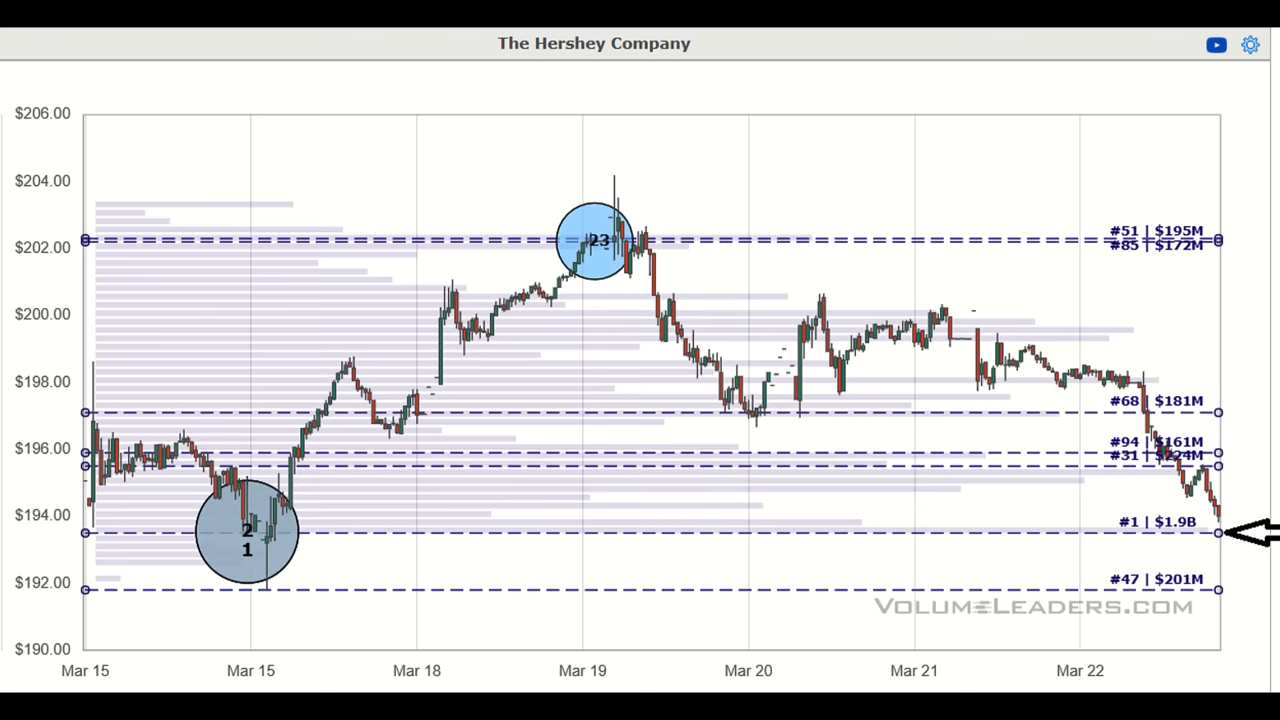 The Hershey Company
$206.00
$204.00
$202.00
$200.00
$198.00
$196.00
$194.00
$192.00
$190.00
#51 | $195M
#85 | $172M
#68 | $181M
#94 | $161M
#31 | $224M
#1 | $1.9B
#47 | $201M
23
2
1
VOLUMELEADERS.COM
Mar 15
Mar 15
Mar 18
Mar 19
Mar 20
Mar 21
Mar 22